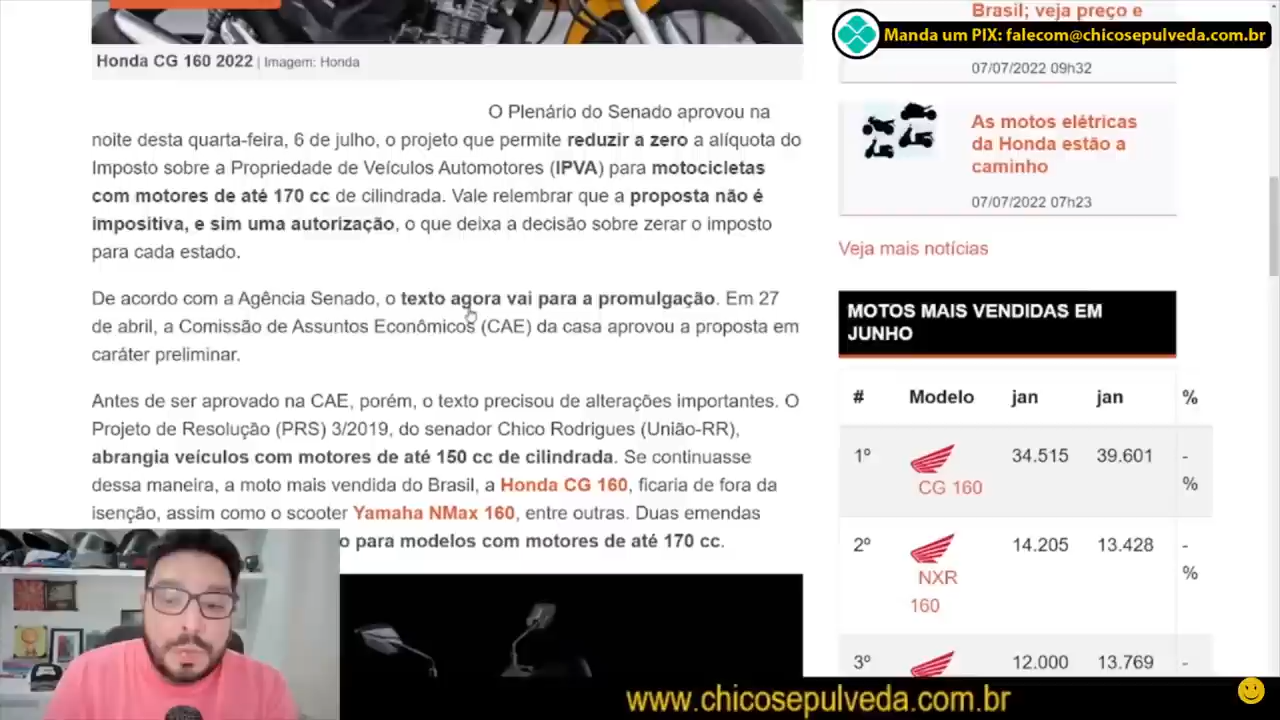 Honda CG 160 2022 | Imagem: Honda
O Plenário do Senado aprovou na
noite desta quarta-feira, 6 de julho, o projeto que permite reduzir a zero a alíquota do
Imposto sobre a Propriedade de Veículos Automotores (IPVA) para motocicletas
com motores de até 170 cc de cilindrada. Vale relembrar que a proposta não é
impositiva, e sim uma autorização, o que deixa a decisão sobre zerar o imposto
para cada estado.
De acordo com a Agência Senado, o texto agora vai para a promulgação. Em 27
de abril, a Comissão de Assuntos Econômicos (CAE) da casa aprovou a proposta em
caráter preliminar.
Antes de ser aprovado na CAE, porém, o texto precisou de alterações importantes. O
Projeto de Resolução (PRS) 3/2019, do senador Chico Rodrigues (União-RR),
abrangia veículos com motores de até 150 cc de cilindrada. Se continuasse
dessa maneira, a moto mais vendida do Brasil, a Honda CG 160, ficaria de fora da
isenção, assim como o scooter Yamaha NMax 160, entre outras. Duas emendas
o para modelos com motores de até 170 cc.
Brasil; veja preço e
Manda um PIX: falecom@chicosepulveda.com.br
07/07/2022 09h32
As motos elétricas
da Honda estão a
caminho
07/07/2022 07h23
Veja mais notícias
MOTOS MAIS VENDIDAS EM
JUNHO
# Modelo jan jan %
1º CG 160 34.515 39.601 - %
2º NXR 160 14.205 13.428 - %
3º 12.000 13.769 -
www.chicosepulveda.com.br